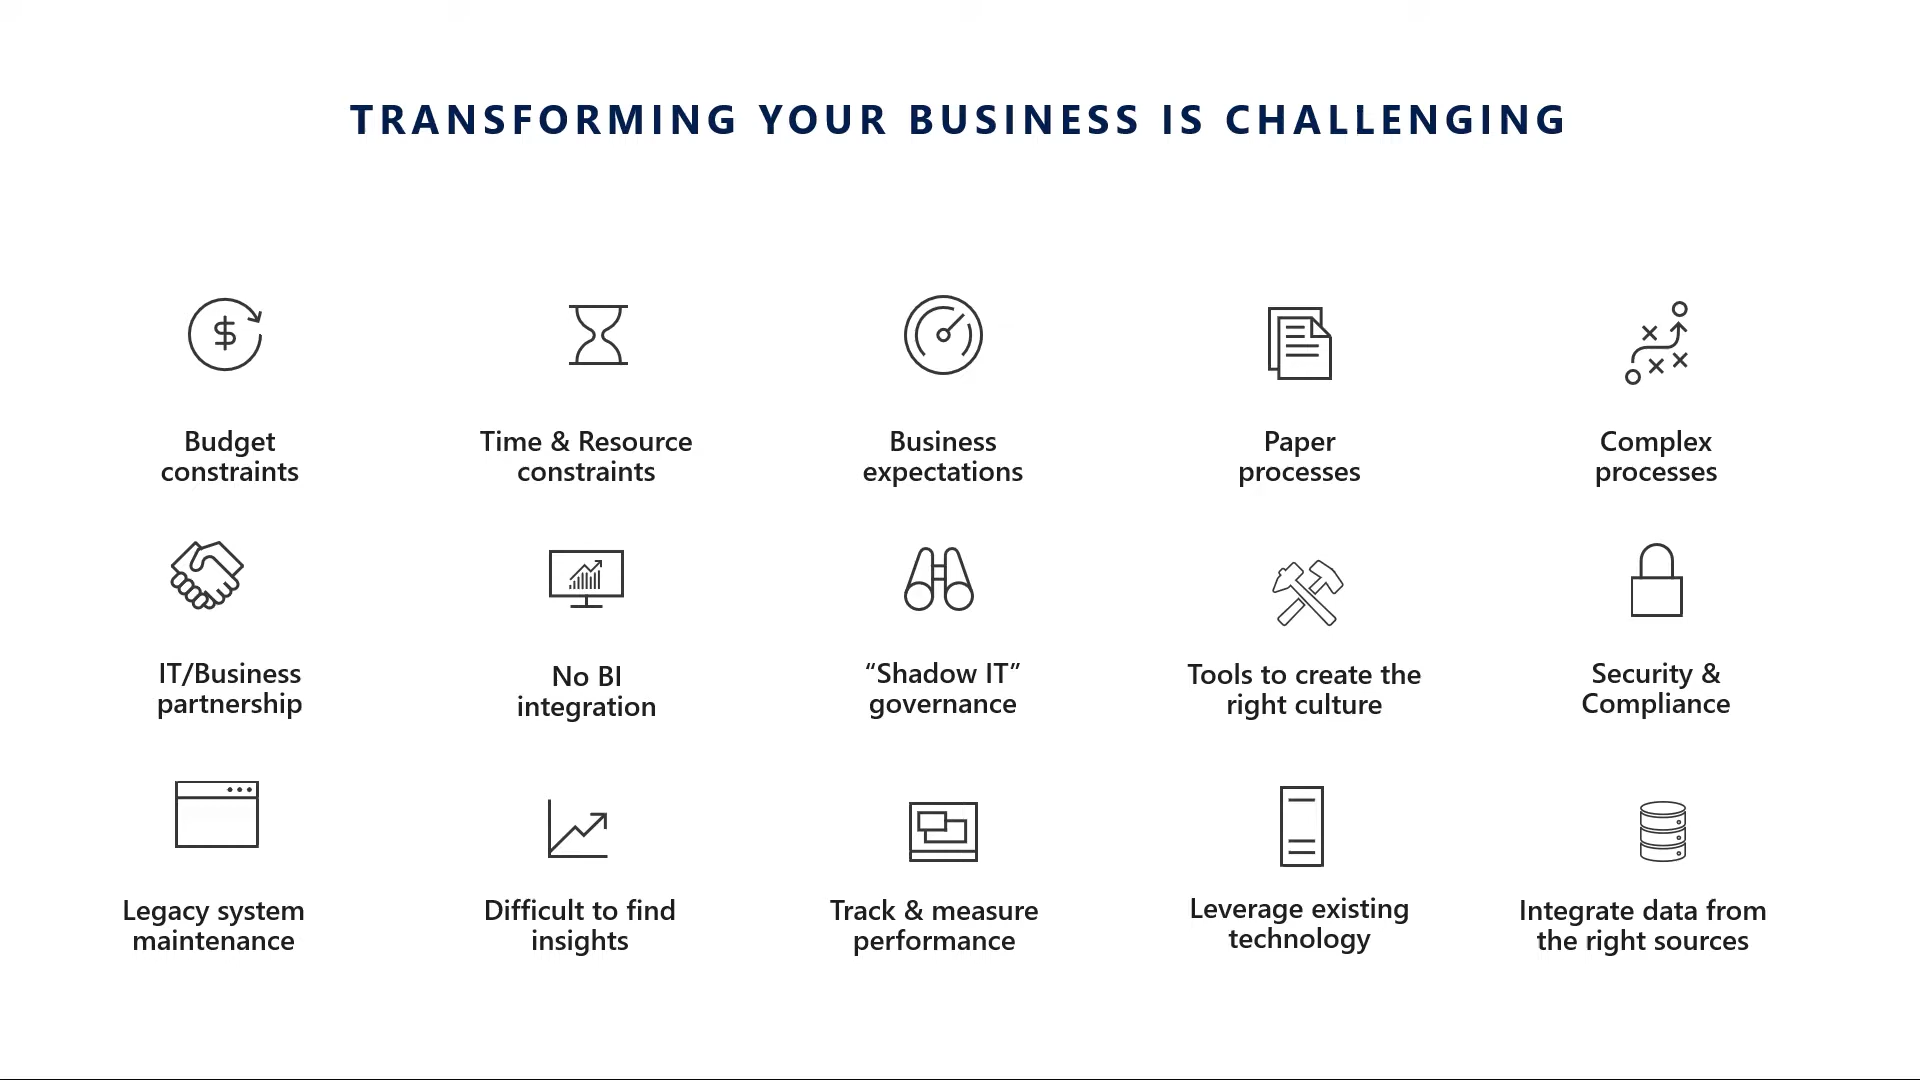 TRANSFORMING YOUR BUSINESS IS CHALLENGING
Budget
constraints
Time & Resource
constraints
Business
expectations
Paper
processes
Complex
processes
IT/Business
partnership
No BI
integration
“Shadow IT”
governance
Tools to create the
right culture
Security &
Compliance
Legacy system
maintenance
Difficult to find
insights
Track & measure
performance
Leverage existing
technology
Integrate data from
the right sources